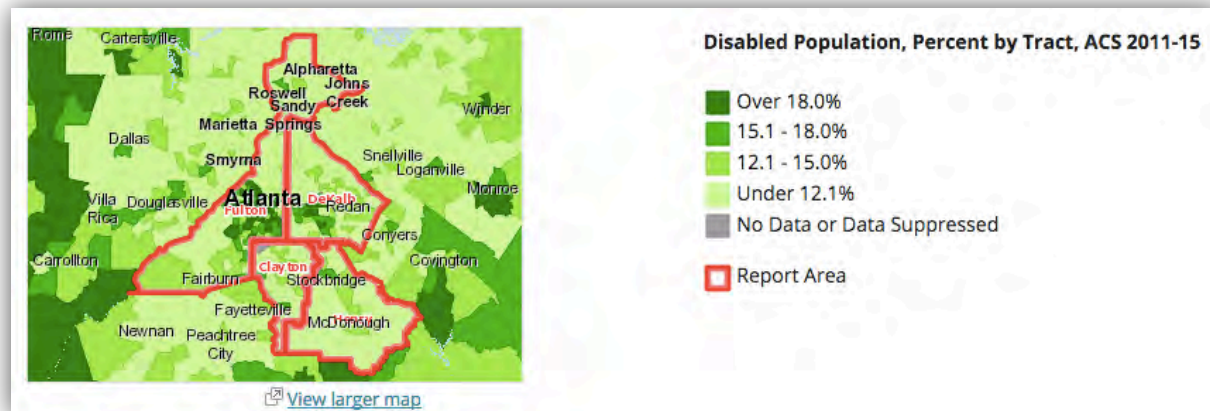 Rome
Cartersville
Alpharetta
Johns
Creek
Roswell
Sandy
Springs
Winder
Marietta
Dallas
Smyrna
Snellville
Loganville
Monroe
Villa
Rica
Douglasville
Atlanta
Fulton
DeKalb
Redan
Conyers
Covington
Carrollton
Clayton
Fairburn
Stockbridge
Fayetteville
McDonough
Henry
Newnan
Peachtree
City
View larger map
Disabled Population, Percent by Tract, ACS 2011-15
Over 18.0%
15.1 - 18.0%
12.1 - 15.0%
Under 12.1%
No Data or Data Suppressed
Report Area